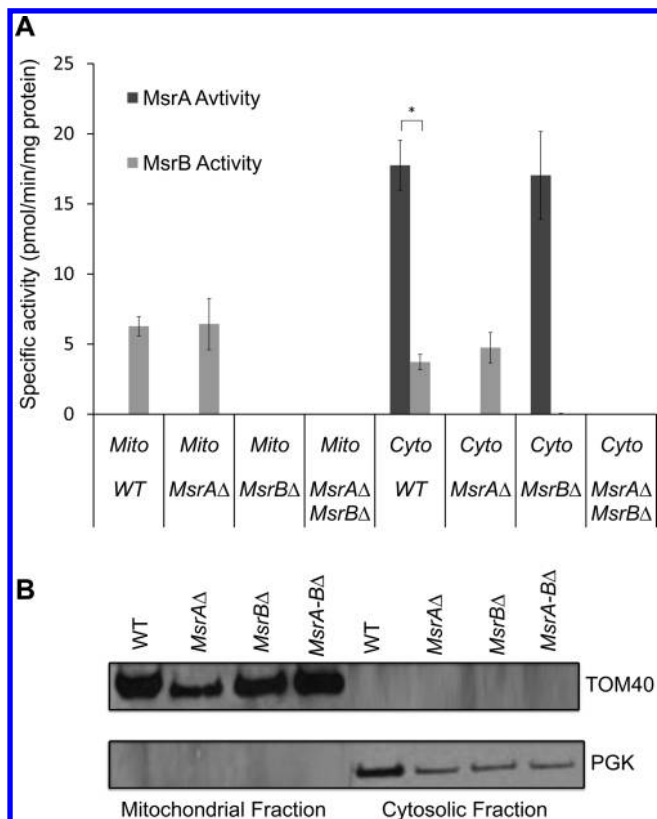 A
25
20
15
10
5
0
Specific activity (pmol/min/mg protein)
MsrA Avtivity
MsrB Activity
*
Mito Mito Mito Mito Cyto Cyto Cyto Cyto
WT MsrAΔ MsrBΔ MsrAΔ WT MsrAΔ MsrBΔ MsrAΔ
MsrBΔ MsrBΔ
B
WT MsrAΔ MsrBΔ MsrA-BΔ WT MsrAΔ MsrBΔ MsrA-BΔ
TOM40
PGK
Mitochondrial Fraction Cytosolic Fraction